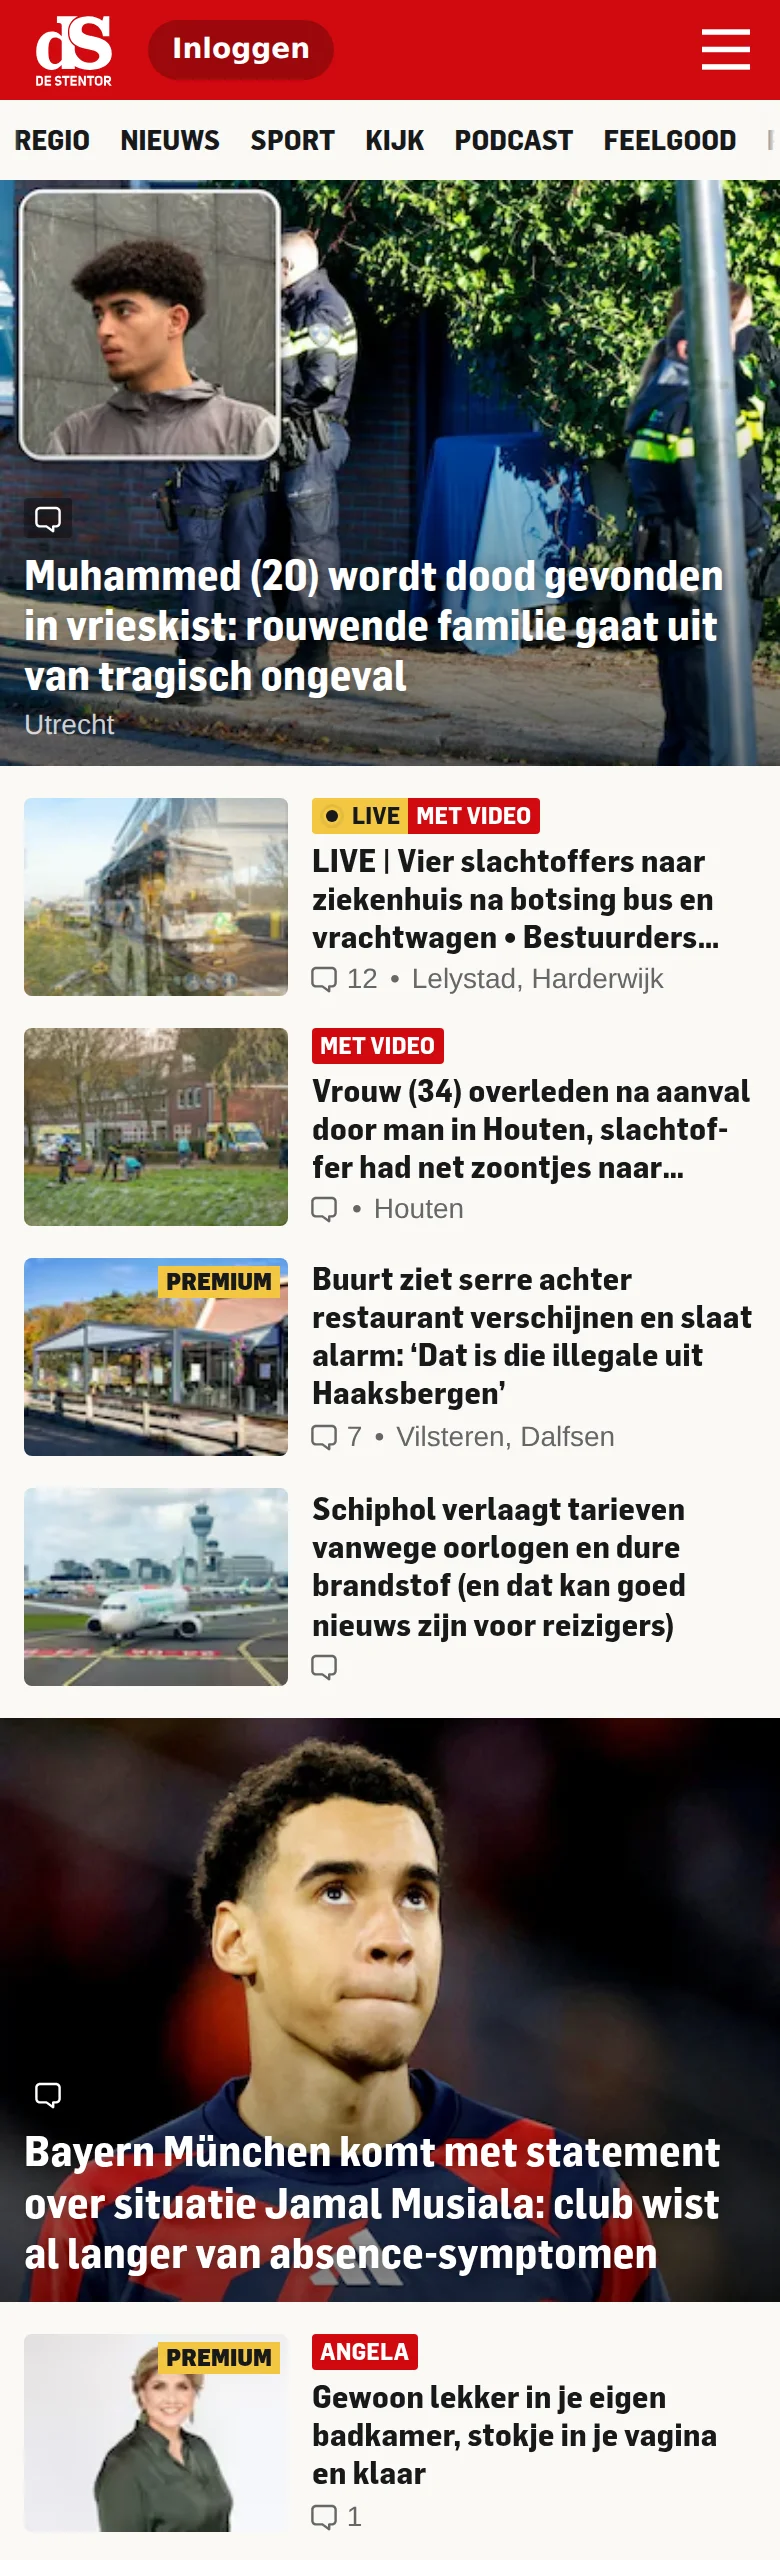 dS
DE STENTOR
Inloggen
REGIO NIEUWS SPORT KIJK PODCAST FEELGOOD
Muhammed (20) wordt dood gevonden
in vrieskist: rouwende familie gaat uit
van tragisch ongeval
Utrecht
LIVE MET VIDEO
LIVE | Vier slachtoffers naar
ziekenhuis na botsing bus en
vrachtwagen • Bestuurders...
12 • Lelystad, Harderwijk
MET VIDEO
Vrouw (34) overleden na aanval
door man in Houten, slachtof-
fer had net zoontjes naar...
• Houten
PREMIUM
Buurt ziet serre achter
restaurant verschijnen en slaat
alarm: ‘Dat is die illegale uit
Haaksbergen’
7 • Vilsteren, Dalfsen
Schiphol verlaagt tarieven
vanwege oorlogen en dure
brandstof (en dat kan goed
nieuws zijn voor reizigers)
Bayern München komt met statement
over situatie Jamal Musiala: club wist
al langer van absence-symptomen
PREMIUM
ANGELA
Gewoon lekker in je eigen
badkamer, stokje in je vagina
en klaar
1